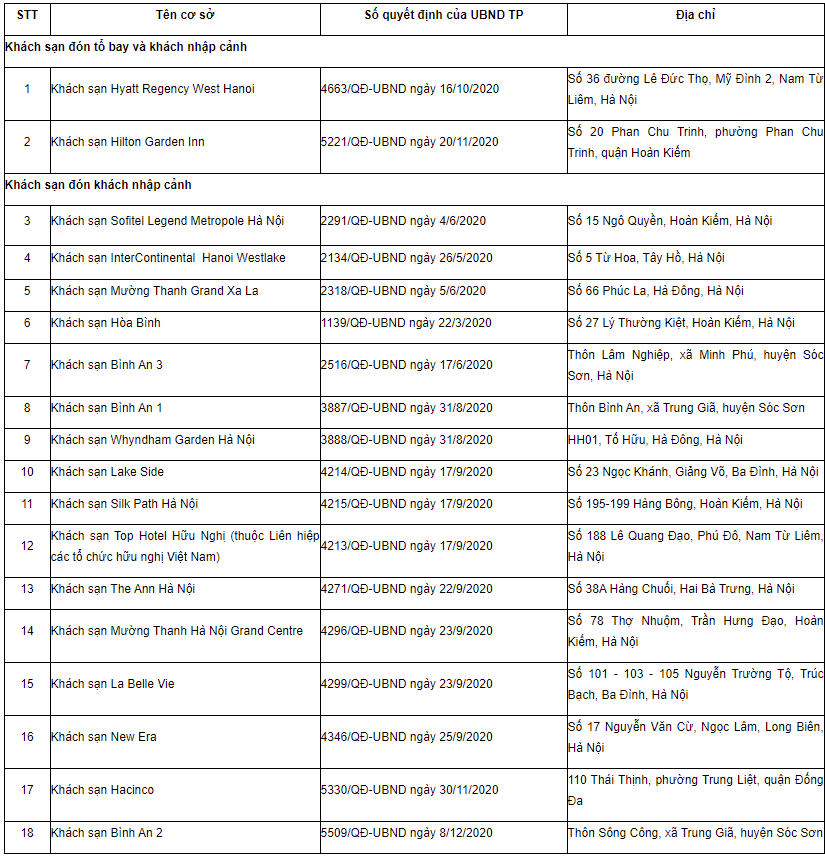 STT Tên cơ sở Số quyết định của UBND TP Địa chỉ
Khách sạn đón tổ bay và khách nhập cảnh
1 Khách sạn Hyatt Regency West Hanoi 4663/QĐ-UBND ngày 16/10/2020 Số 36 đường Lê Đức Thọ, Mỹ Đình 2, Nam Từ
Liêm, Hà Nội
2 Khách sạn Hilton Garden Inn 5221/QĐ-UBND ngày 20/11/2020 Số 20 Phan Chu Trinh, phường Phan Chu
Trinh, quận Hoàn Kiếm
Khách sạn đón khách nhập cảnh
3 Khách sạn Sofitel Legend Metropole Hà Nội 2291/QĐ-UBND ngày 4/6/2020 Số 15 Ngô Quyền, Hoàn Kiếm, Hà Nội
4 Khách sạn InterContinental Hanoi Westlake 2134/QĐ-UBND ngày 26/5/2020 Số 5 Từ Hoa, Tây Hồ, Hà Nội
5 Khách sạn Mường Thanh Grand Xa La 2318/QĐ-UBND ngày 5/6/2020 Số 66 Phúc La, Hà Đông, Hà Nội
6 Khách sạn Hòa Bình 1139/QĐ-UBND ngày 22/3/2020 Số 27 Lý Thường Kiệt, Hoàn Kiếm, Hà Nội
7 Khách sạn Bình An 3 2516/QĐ-UBND ngày 17/6/2020 Thôn Lâm Nghiệp, xã Minh Phú, huyện Sóc
Sơn, Hà Nội
8 Khách sạn Bình An 1 3887/QĐ-UBND ngày 31/8/2020 Thôn Bình An, xã Trung Giã, huyện Sóc Sơn
9 Khách sạn Whyndham Garden Hà Nội 3888/QĐ-UBND ngày 31/8/2020 HH01, Tố Hữu, Hà Đông, Hà Nội
10 Khách sạn Lake Side 4214/QĐ-UBND ngày 17/9/2020 Số 23 Ngọc Khánh, Giảng Võ, Ba Đình, Hà Nội
11 Khách sạn Silk Path Hà Nội 4215/QĐ-UBND ngày 17/9/2020 Số 195-199 Hàng Bông, Hoàn Kiếm, Hà Nội
12 Khách sạn Top Hotel Hữu Nghị (thuộc Liên hiệp
các tổ chức hữu nghị Việt Nam) 4213/QĐ-UBND ngày 17/9/2020 Số 188 Lê Quang Đạo, Phú Đô, Nam Từ Liêm,
Hà Nội
13 Khách sạn The Ann Hà Nội 4271/QĐ-UBND ngày 22/9/2020 Số 38A Hàng Chuối, Hai Bà Trưng, Hà Nội
14 Khách sạn Mường Thanh Hà Nội Grand Centre 4296/QĐ-UBND ngày 23/9/2020 Số 78 Thợ Nhuộm, Trần Hưng Đạo, Hoàn
Kiếm, Hà Nội
15 Khách sạn La Belle Vie 4299/QĐ-UBND ngày 23/9/2020 Số 101 - 103 - 105 Nguyễn Trường Tộ, Trúc
Bạch, Ba Đình, Hà Nội
16 Khách sạn New Era 4346/QĐ-UBND ngày 25/9/2020 Số 17 Nguyễn Văn Cừ, Ngọc Lâm, Long Biên,
Hà Nội
17 Khách sạn Hacinco 5330/QĐ-UBND ngày 30/11/2020 110 Thái Thịnh, phường Trung Liệt, quận Đống
Đa
18 Khách sạn Bình An 2 5509/QĐ-UBND ngày 8/12/2020 Thôn Sông Công, xã Trung Giã, huyện Sóc Sơn